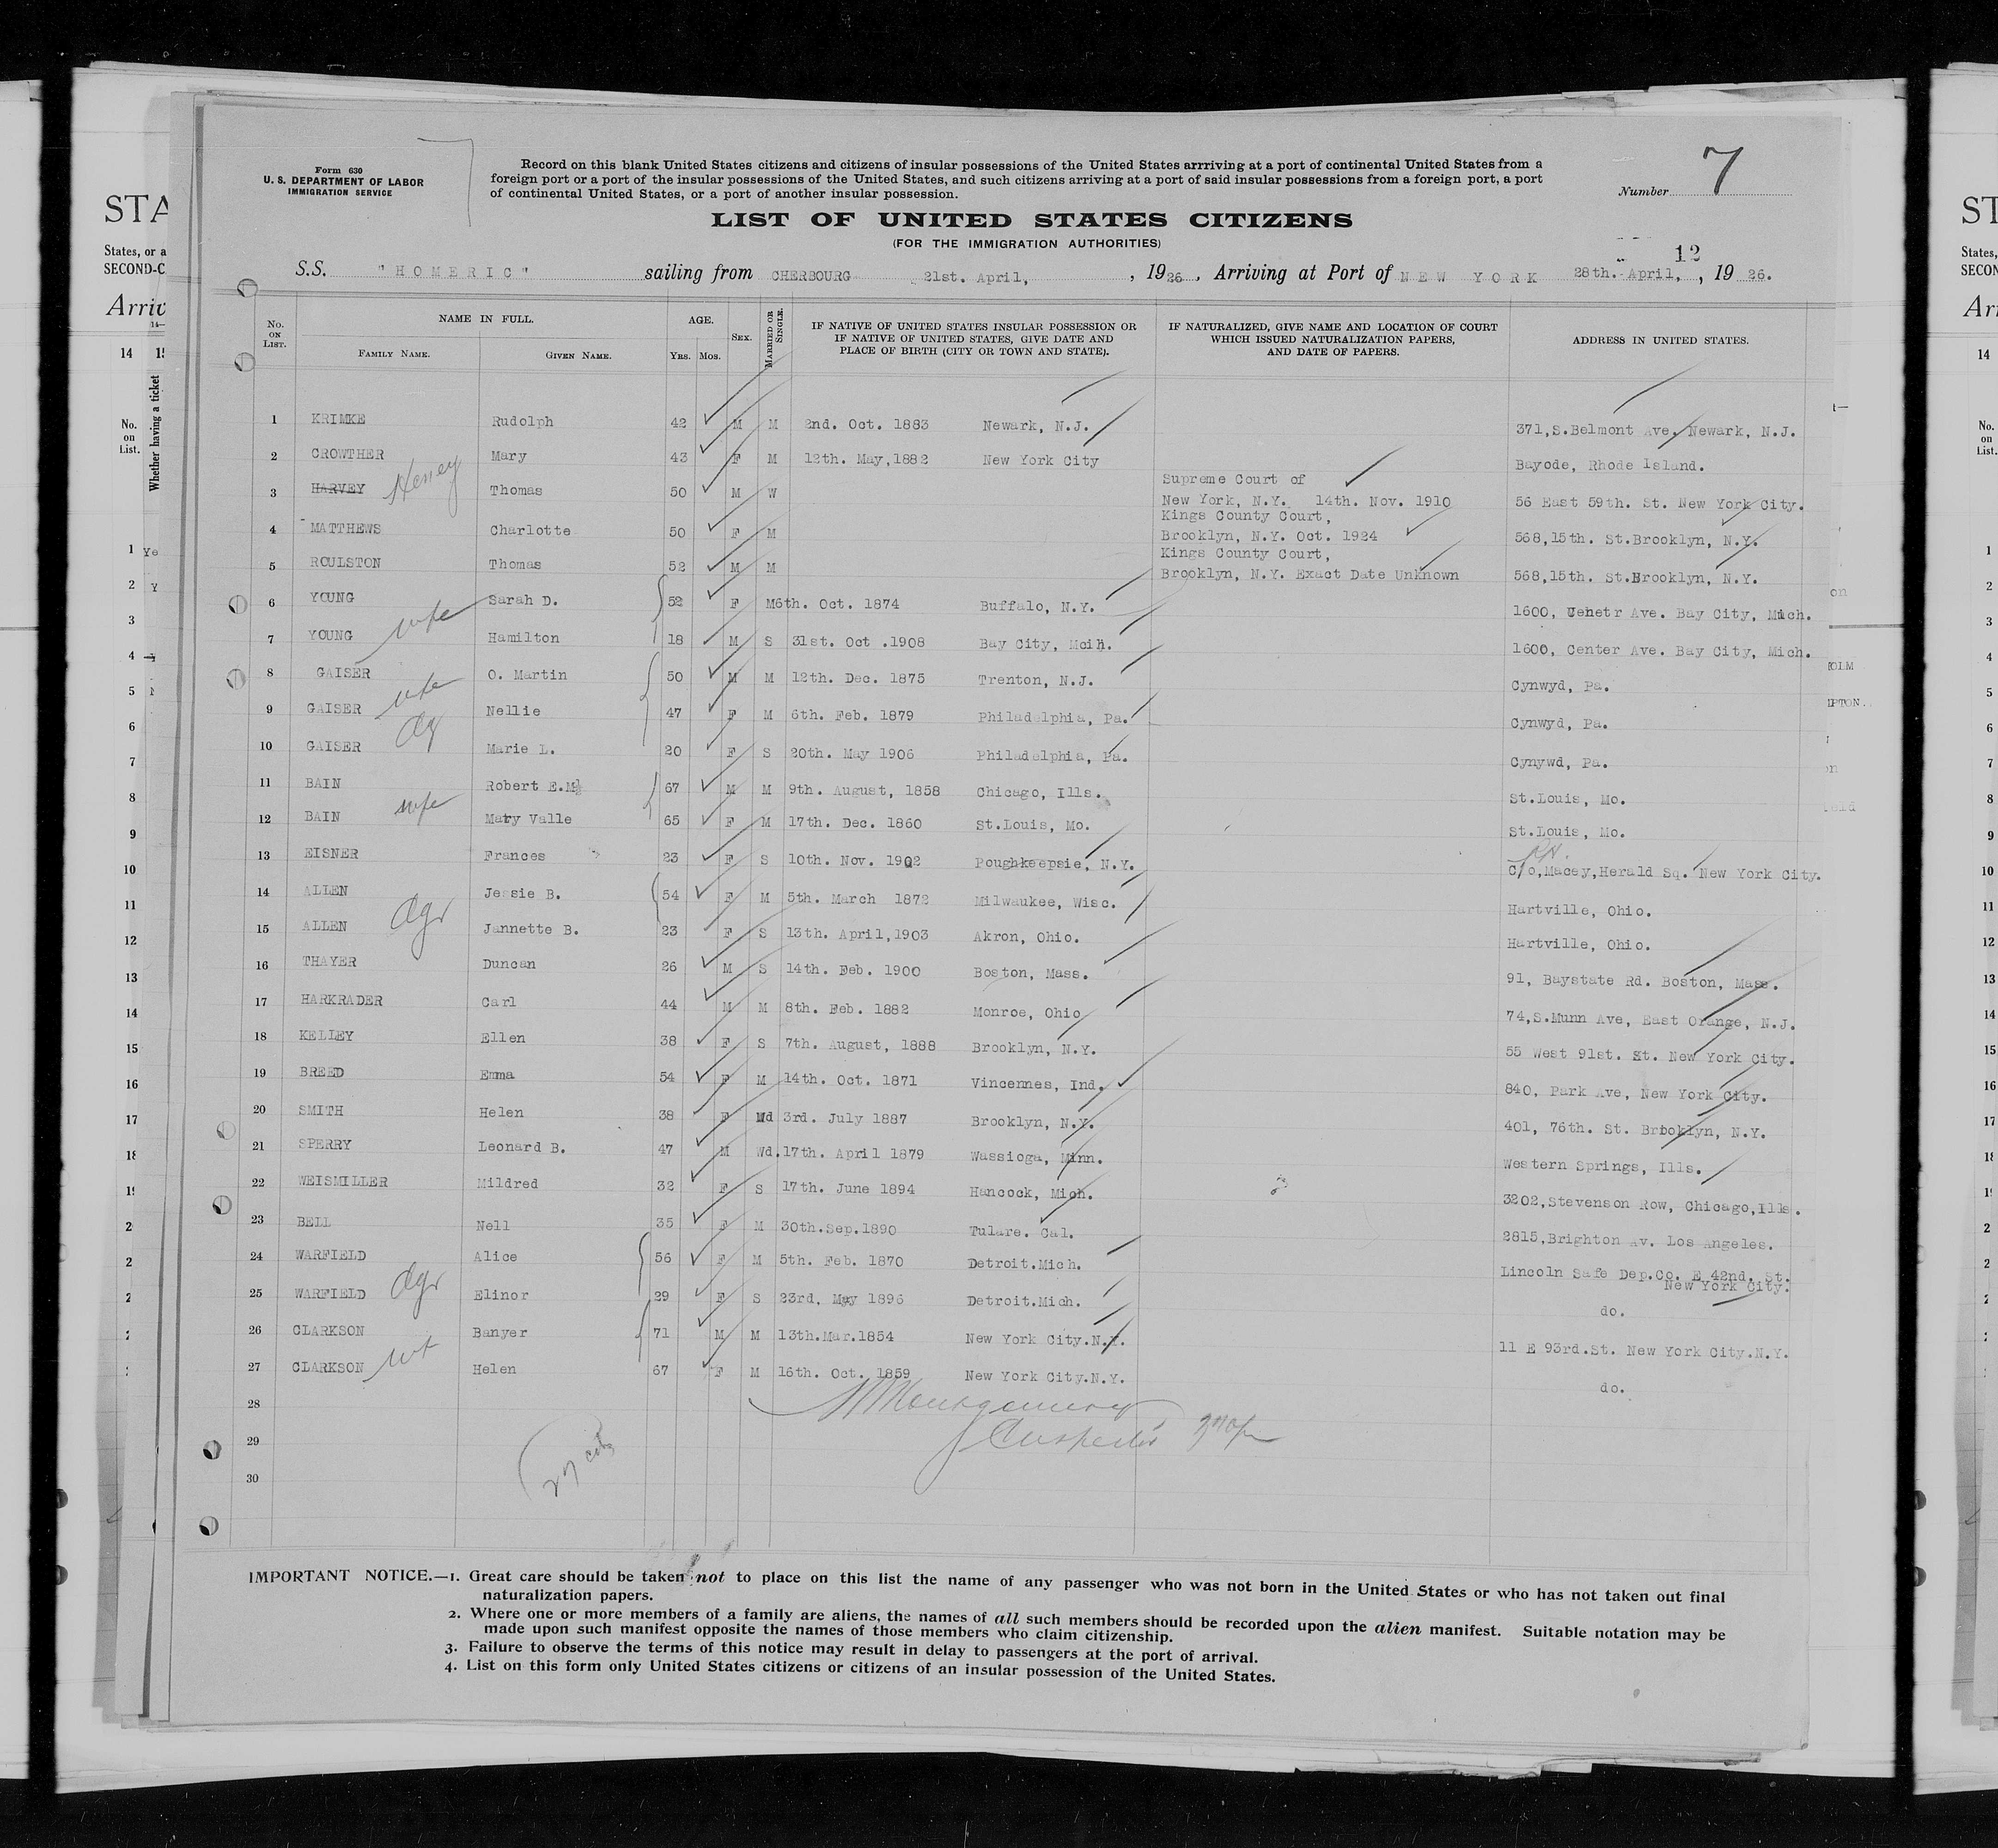 Form 630
U. S. DEPARTMENT OF LABOR
IMMIGRATION SERVICE
Record on this blank United States citizens and citizens of insular possessions of the United States arrriving at a port of continental United States from a
foreign port or a port of the insular possessions of the United States, and such citizens arriving at a port of said insular possessions from a foreign port, a port
of continental United States, or a port of another insular possession.
Number 7
LIST OF UNITED STATES CITIZENS
(FOR THE IMMIGRATION AUTHORITIES)
12
S.S. "HOMERIC" sailing from CHERBOURG 21st. April, , 1926 , Arriving at Port of NEW YORK 28th. April, , 19 26.
No. ON LIST. NAME IN FULL. FAMILY NAME. GIVEN NAME. AGE. YRS. MOS. SEX. MARRIED OR SINGLE. IF NATIVE OF UNITED STATES INSULAR POSSESSION OR IF NATIVE OF UNITED STATES, GIVE DATE AND PLACE OF BIRTH (CITY OR TOWN AND STATE). IF NATURALIZED, GIVE NAME AND LOCATION OF COURT WHICH ISSUED NATURALIZATION PAPERS, AND DATE OF PAPERS. ADDRESS IN UNITED STATES.
1 KRIMKE Rudolph 42 M M 2nd. Oct. 1883 Newark, N.J. 371,S.Belmont Ave. Newark, N.J.
2 CROWTHER Mary 43 F M 12th. May,1882 New York City Bayode, Rhode Island.
3 HARVEY Heney Thomas 50 M W Supreme Court of New York, N.Y. 14th. Nov. 1910 56 East 59th. St. New York City.
4 MATTHEWS Charlotte 50 F M Kings County Court, Brooklyn, N.Y. Oct. 1924 568,15th. St.Brooklyn, N.Y.
5 ROULSTON Thomas 52 M M Kings County Court, Brooklyn, N.Y. Exact Date Unknown 568,15th. St.Brooklyn, N.Y.
6 YOUNG Sarah D. 52 F M 6th. Oct. 1874 Buffalo, N.Y. 1600, Cenetr Ave. Bay City, Mich.
7 YOUNG wife Hamilton 18 M S 31st. Oct .1908 Bay City, Mcih. 1600, Center Ave. Bay City, Mich.
8 GAISER O. Martin 50 M M 12th. Dec. 1875 Trenton, N.J. Cynwyd, Pa.
9 GAISER wife Nellie 47 F M 6th. Feb. 1879 Philadelphia, Pa. Cynwyd, Pa.
10 GAISER dg Marie L. 20 F S 20th. May 1906 Philadelphia, Pa. Cynywd, Pa.
11 BAIN Robert E.M. 67 M M 9th. August, 1858 Chicago, Ills. St.Louis, Mo.
12 BAIN wife Mary Valle 65 F M 17th. Dec. 1860 St.Louis, Mo. St.Louis, Mo.
13 EISNER Frances 23 F S 10th. Nov. 1902 Poughkeepsie, N.Y. C/o,Macey,Herald Sq. New York City.
14 ALLEN Jessie B. 54 F M 5th. March 1872 Milwaukee, Wisc. Hartville, Ohio.
15 ALLEN dgr Jannette B. 23 F S 13th. April,1903 Akron, Ohio. Hartville, Ohio.
16 THAYER Duncan 26 M S 14th. Feb. 1900 Boston, Mass. 91, Baystate Rd. Boston, Mass.
17 HARKRADER Carl 44 M M 8th. Feb. 1882 Monroe, Ohio 74,S.Munn Ave, East Orange, N.J.
18 KELLEY Ellen 38 F S 7th. August, 1888 Brooklyn, N.Y. 55 West 91st. St. New York City.
19 BREED Emma 54 F M 14th. Oct. 1871 Vincennes, Ind. 840, Park Ave, New York City.
20 SMITH Helen 38 F Wd 3rd. July 1887 Brooklyn, N.Y. 401, 76th. St. Brooklyn, N.Y.
21 SPERRY Leonard B. 47 M Wd. 17th. April 1879 Wassioga, Minn. Western Springs, Ills.
22 WEISMILLER Mildred 32 F S 17th. June 1894 Hancock, Mich. 3202,Stevenson Row, Chicago,Ills.
23 BELL Nell 35 F M 30th.Sep.1890 Tulare. Cal. 2815,Brighton Av. Los Angeles.
24 WARFIELD Alice 56 F M 5th. Feb. 1870 Detroit.Mich. Lincoln Safe Dep.Co. E 42nd. St. New York City.
25 WARFIELD dgr Elinor 29 F S 23rd. May 1896 Detroit.Mich. do.
26 CLARKSON Banyer 71 M M 13th.Mar.1854 New York City.N.Y. 11 E 93rd.St. New York City.N.Y.
27 CLARKSON Helen 67 F M 16th. Oct. 1859 New York City.N.Y. do.
28 Montgomery
29 Inspector
30
IMPORTANT NOTICE.—1. Great care should be taken not to place on this list the name of any passenger who was not born in the United States or who has not taken out final
naturalization papers.
2. Where one or more members of a family are aliens, the names of all such members should be recorded upon the alien manifest. Suitable notation may be
made upon such manifest opposite the names of those members who claim citizenship.
3. Failure to observe the terms of this notice may result in delay to passengers at the port of arrival.
4. List on this form only United States citizens or citizens of an insular possession of the United States.